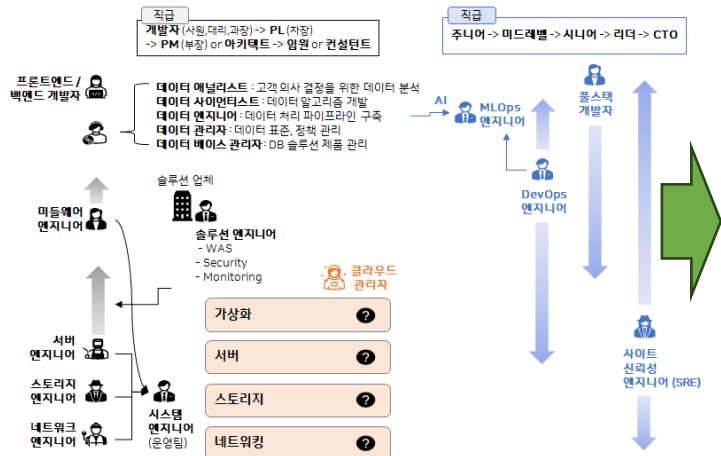 직급
개발자 (사원,대리,과장) -> PL (차장)
-> PM (부장) or 아키텍트 -> 임원 or 컨설턴트
직급
주니어 -> 미드레벨 -> 시니어 -> 리더 -> CTO
프론트엔드 /
백엔드 개발자
데이터 애널리스트 : 고객의사 결정을 위한 데이터 분석
데이터 사이언티스트 : 데이터 알고리즘 개발
데이터 엔지니어 : 데이터 처리 파이프라인 구축
데이터 관리자 : 데이터 표준, 정책 관리
데이터 베이스 관리자 : DB 솔루션 제품 관리
AI
MLOps
엔지니어
풀스택
개발자
DevOps
엔지니어
솔루션 업체
미들웨어
엔지니어
솔루션 엔지니어
- WAS
- Security
- Monitoring
클라우드
관리자
가상화 ?
서버 ?
스토리지 ?
네트워킹 ?
서버
엔지니어
스토리지
엔지니어
네트워크
엔지니어
시스템
엔지니어
(운영팀)
사이트
신뢰성
엔지니어 (SRE)